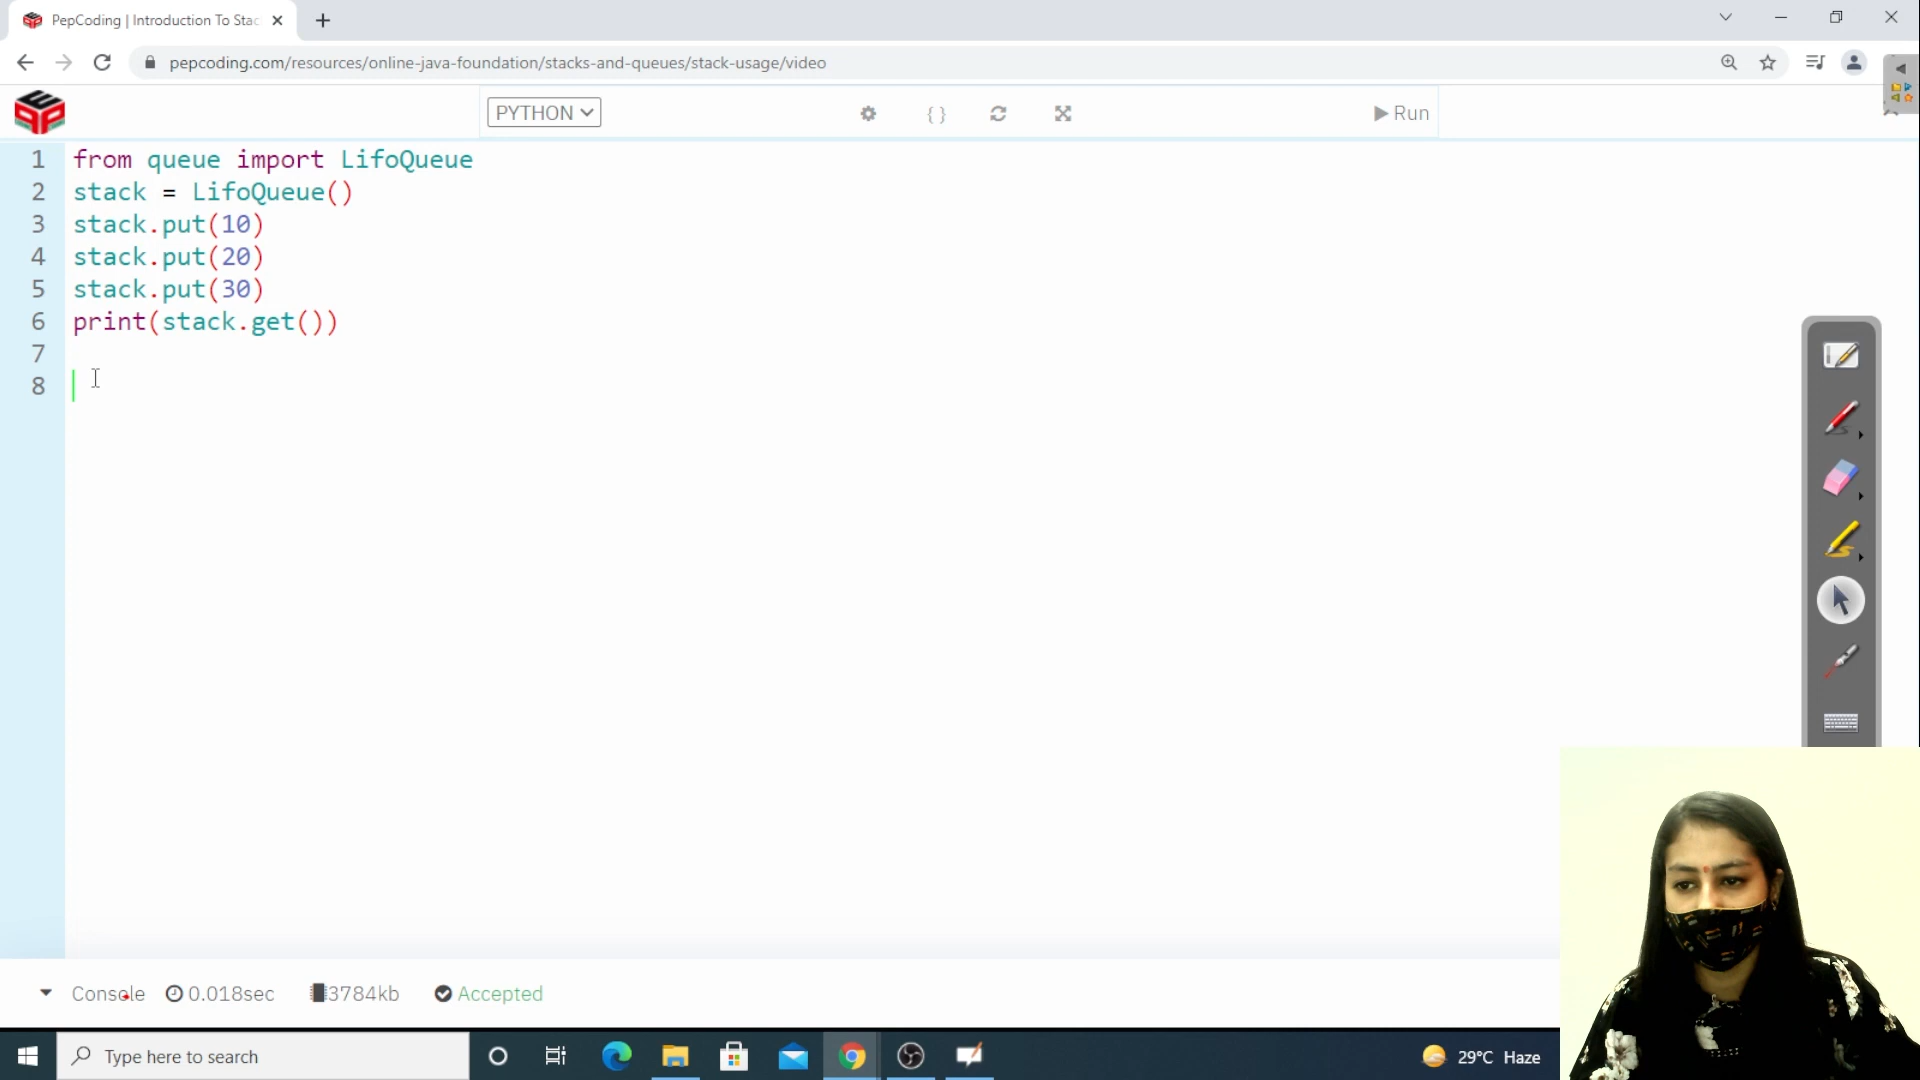 PepCoding | Introduction To Stac
pepcoding.com/resources/online-java-foundation/stacks-and-queues/stack-usage/video
PYTHON
{ }
Run
1 from queue import LifoQueue
2 stack = LifoQueue()
3 stack.put(10)
4 stack.put(20)
5 stack.put(30)
6 print(stack.get())
7
8
Console 0.018sec 3784kb Accepted
Type here to search
29°C Haze